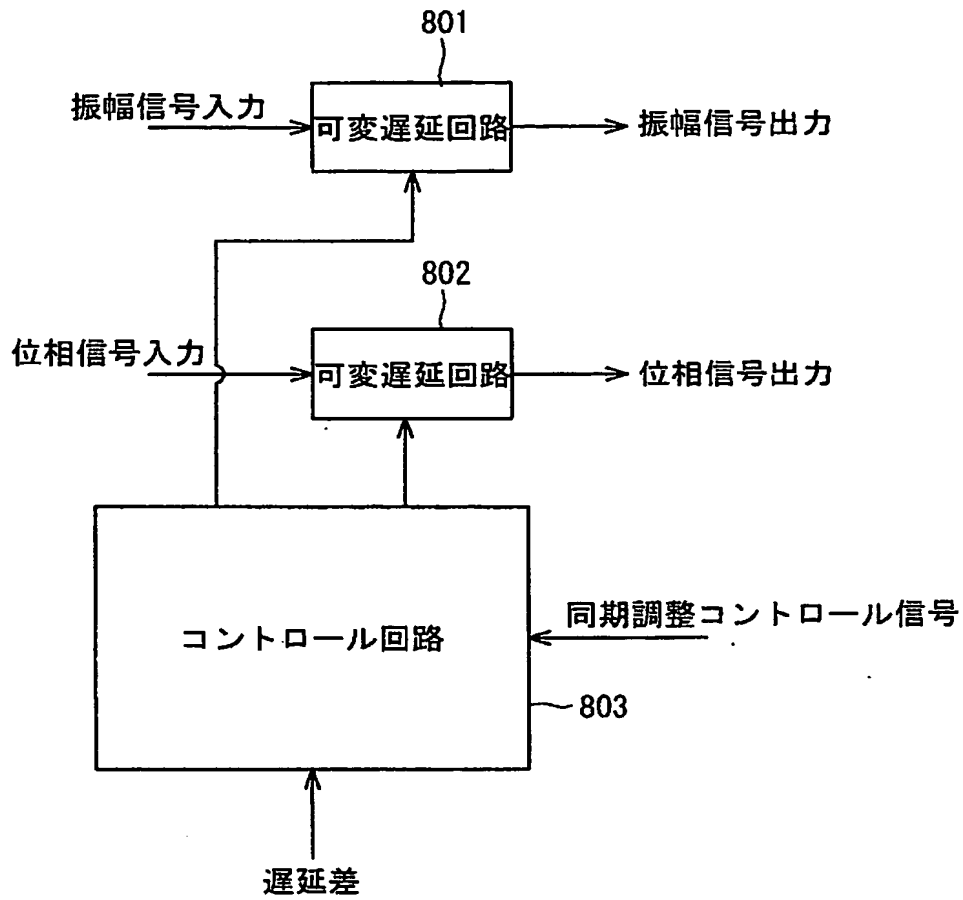 801
振幅信号入力
可変遅延回路
振幅信号出力
802
位相信号入力
可変遅延回路
位相信号出力
コントロール回路
同期調整コントロール信号
803
遅延差